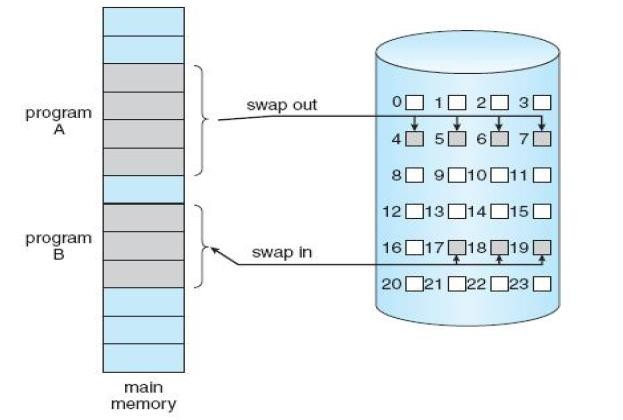 program
A
swap out
0 1 2 3
4 5 6 7
8 9 10 11
12 13 14 15
program
B
swap in
16 17 18 19
20 21 22 23
main
memory